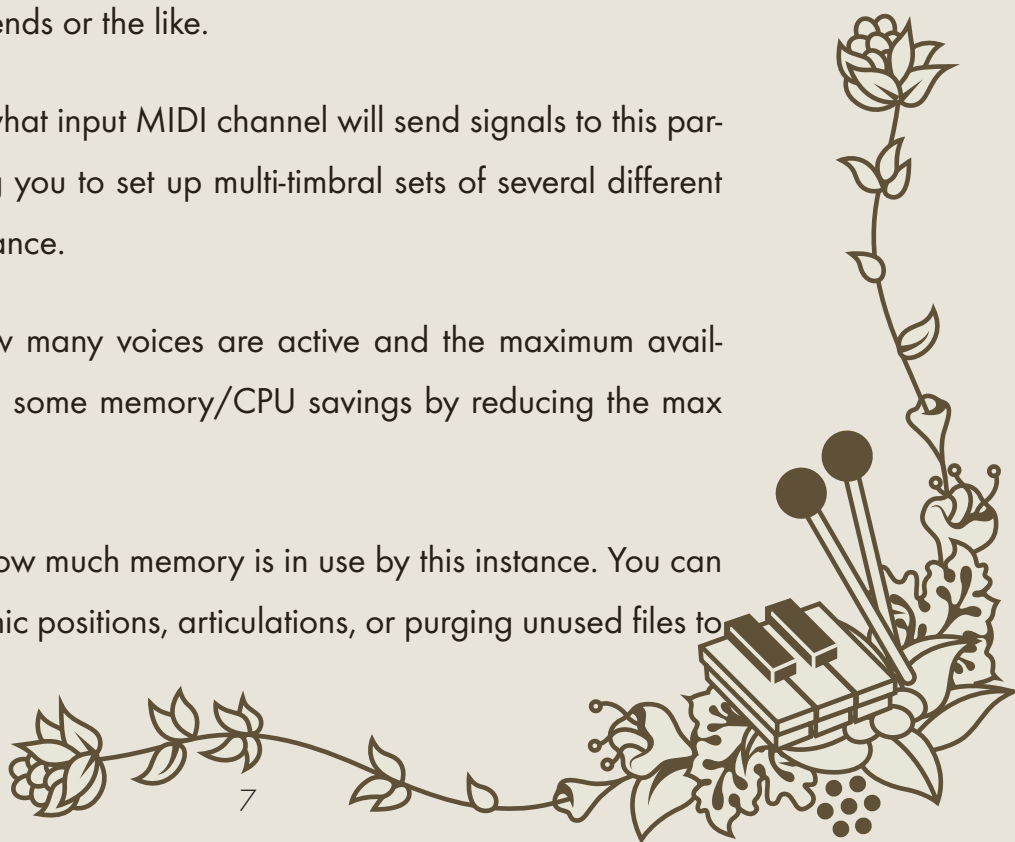 ends or the like.
what input MIDI channel will send signals to this par-
g you to set up multi-timbral sets of several different
ance.
w many voices are active and the maximum avail-
some memory/CPU savings by reducing the max
ow much memory is in use by this instance. You can
nic positions, articulations, or purging unused files to
7